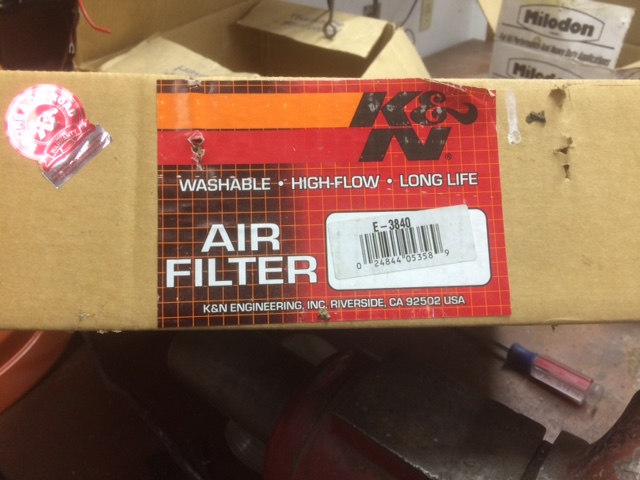 Milodon
Milodon
K&N
WASHABLE • HIGH-FLOW • LONG LIFE
AIR
FILTER
E-3840
0 24844 05358 9
K&N ENGINEERING, INC. RIVERSIDE, CA 92502 USA